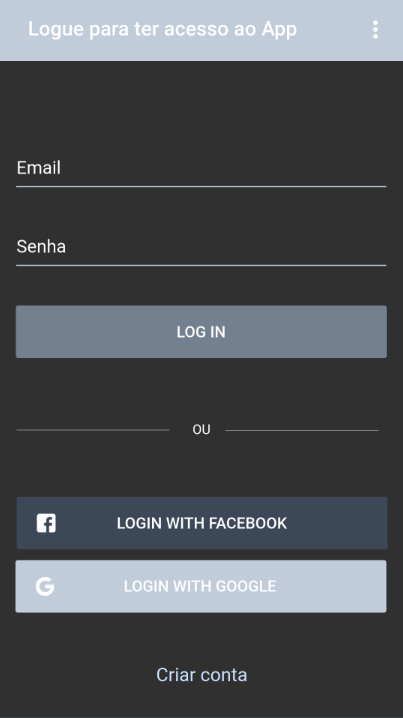 Logue para ter acesso ao App
Email
Senha
LOG IN
OU
LOGIN WITH FACEBOOK
LOGIN WITH GOOGLE
Criar conta